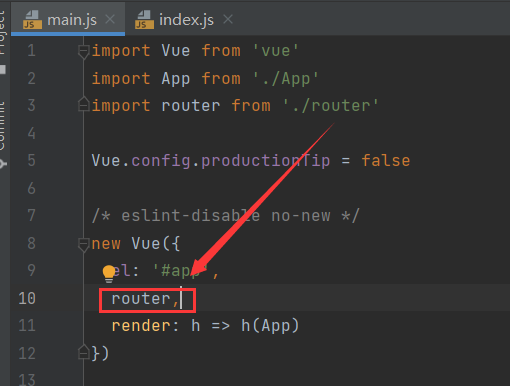 main.js
index.js
Project
Commit
1 import Vue from 'vue'
2 import App from './App'
3 import router from './router'
4
5 Vue.config.productionTip = false
6
7 /* eslint-disable no-new */
8 new Vue({
9 el: '#app',
10 router,
11 render: h => h(App)
12 })
13